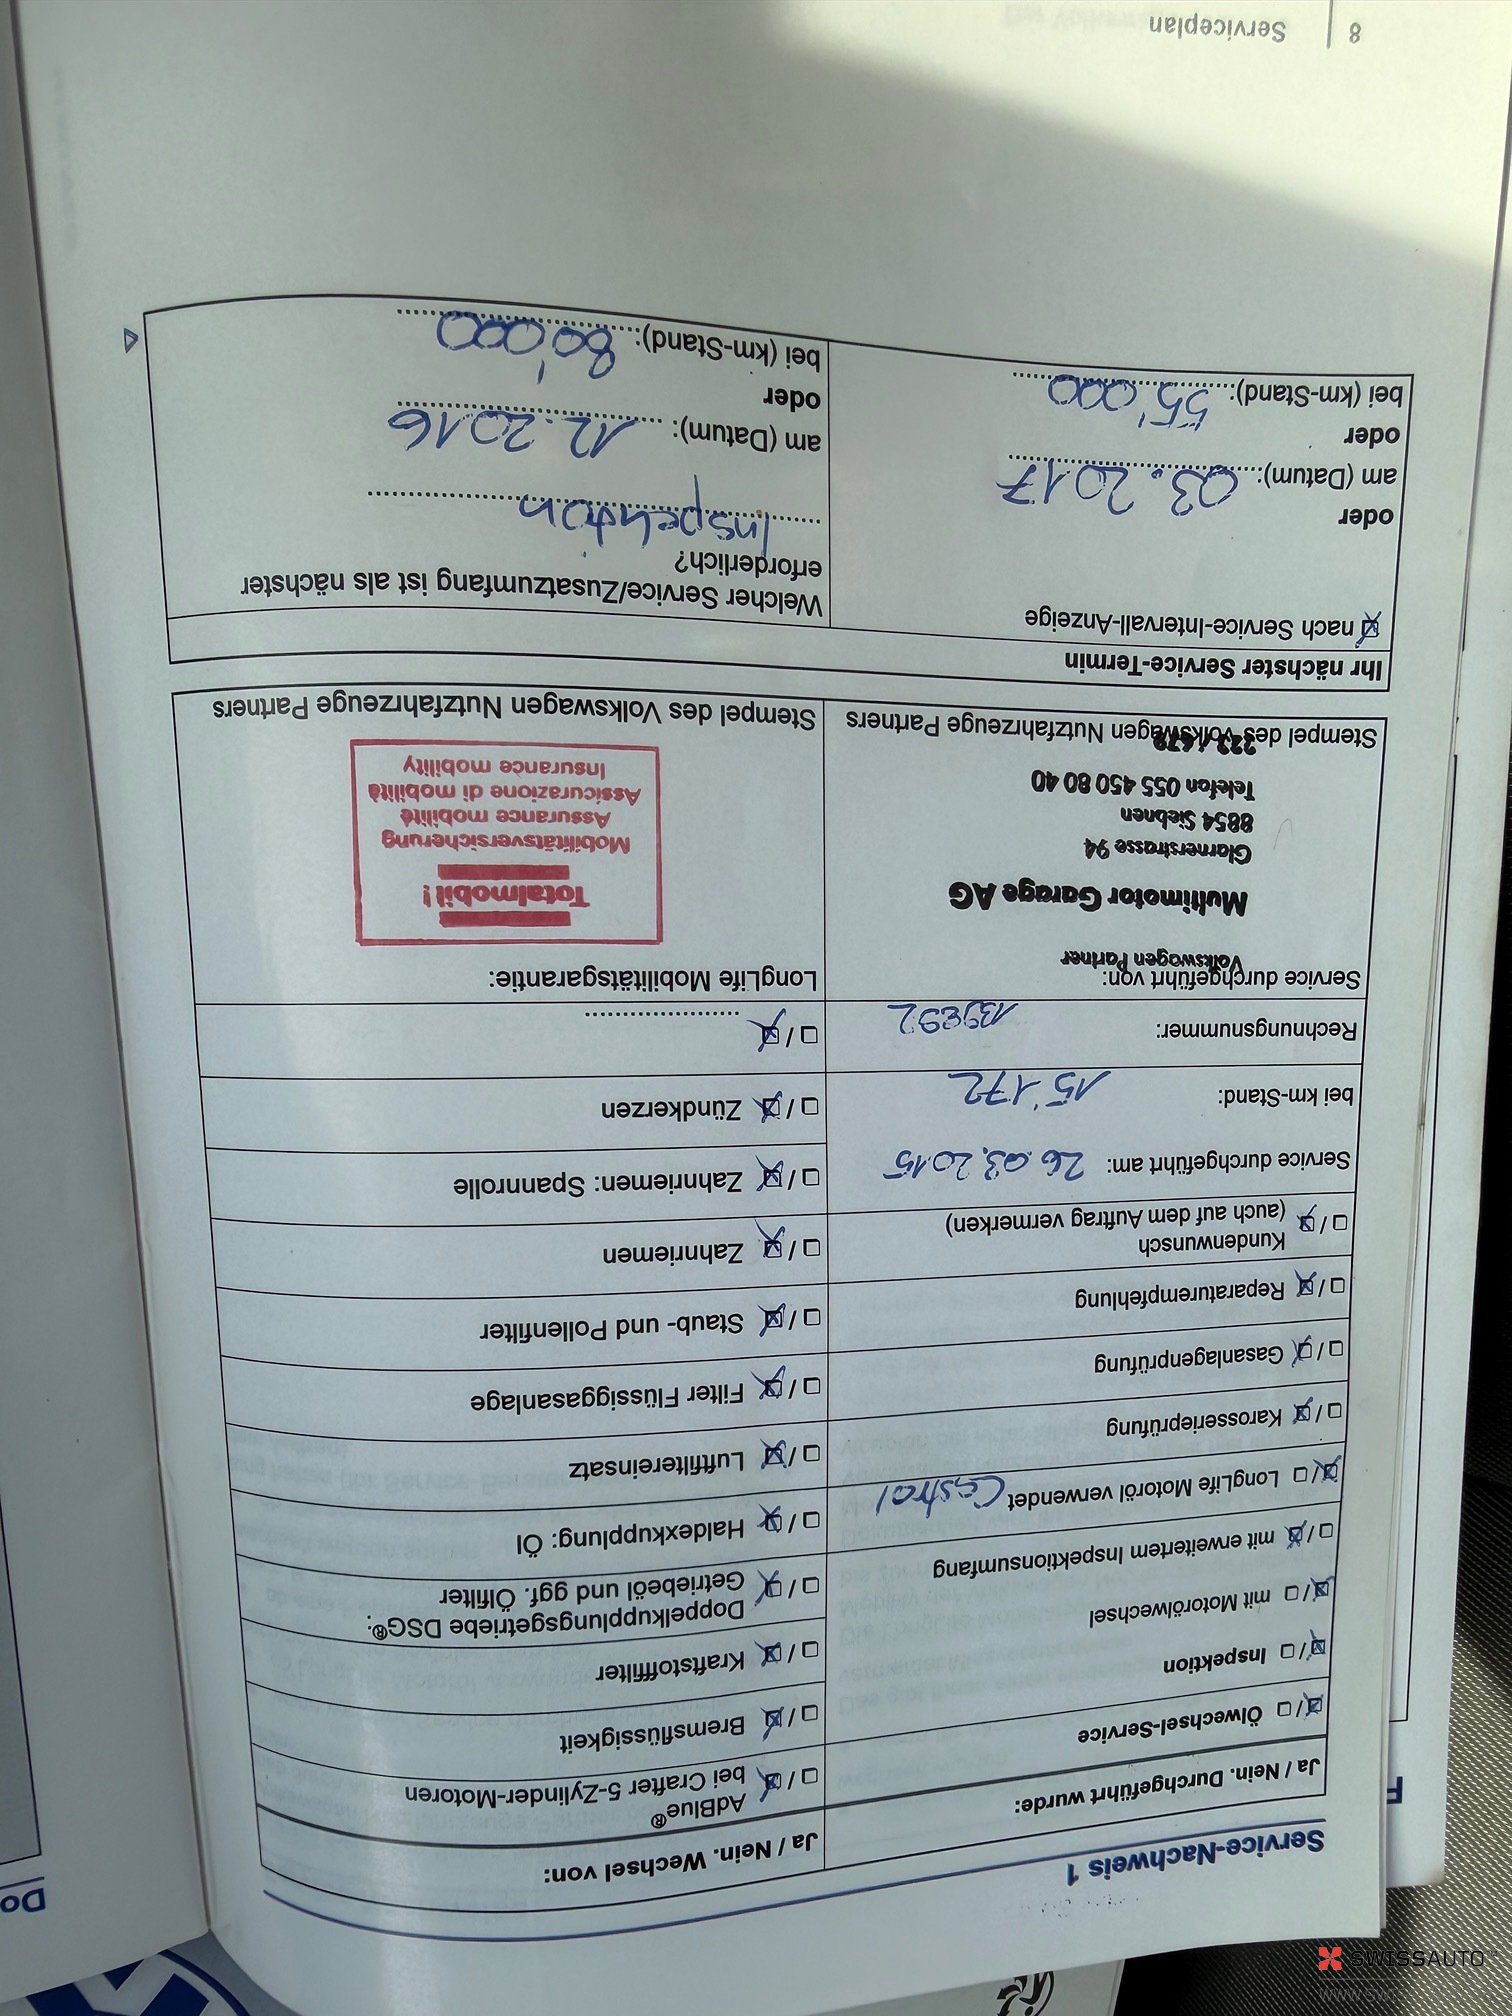 Service-Nachweis 1
Ja / Nein. Durchgeführt wurde:
Ölwechsel-Service
Inspektion
mit Motorölwechsel
mit erweitertem Inspektionsumfang
LongLife Motoröl verwendet Castrol
Karosserieprüfung
Gasanlagenprüfung
Reparaturempfehlung
Kundenwunsch
(auch auf dem Auftrag vermerken)
Service durchgeführt am: 26.03.2015
bei km-Stand: 15'172
Rechnungsnummer: 139892
Service durchgeführt von:
Volkswagen Partner
Multimotor Garage AG
Glarnerstrasse 94
8854 Siebnen
Telefon 055 450 80 40
Stempel des Volkswagen Nutzfahrzeuge Partners
Ja / Nein. Wechsel von:
AdBlue®
bei Crafter 5-Zylinder-Motoren
Bremsflüssigkeit
Kraftstofffilter
Doppelkupplungsgetriebe DSG®:
Getriebeöl und ggf. Ölfilter
Haldexkupplung: Öl
Luftfiltereinsatz
Filter Flüssiggasanlage
Staub- und Pollenfilter
Zahnriemen
Zahnriemen: Spannrolle
Zündkerzen
LongLife Mobilitätsgarantie:
Totalmobil!
Mobilitätsversicherung
Assurance mobilité
Assicurazione di mobilità
Insurance mobility
Stempel des Volkswagen Nutzfahrzeuge Partners
Ihr nächster Service-Termin
nach Service-Intervall-Anzeige
oder
am (Datum): 03.2017
oder
bei (km-Stand): 55'000
Welcher Service/Zusatzumfang ist als nächster
erforderlich?
Inspektion
am (Datum): 12.2016
oder
bei (km-Stand): 80'000
8 | Serviceplan
Do
SWISSAUTO